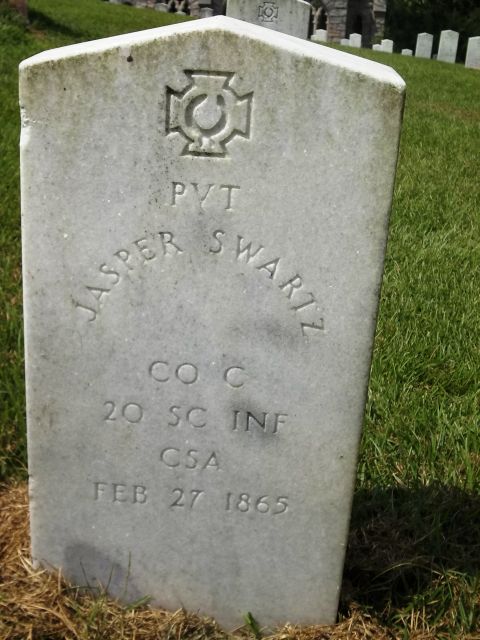 PVT
JASPER SWARTZ
CO C
20 SC INF
CSA
FEB 27 1865